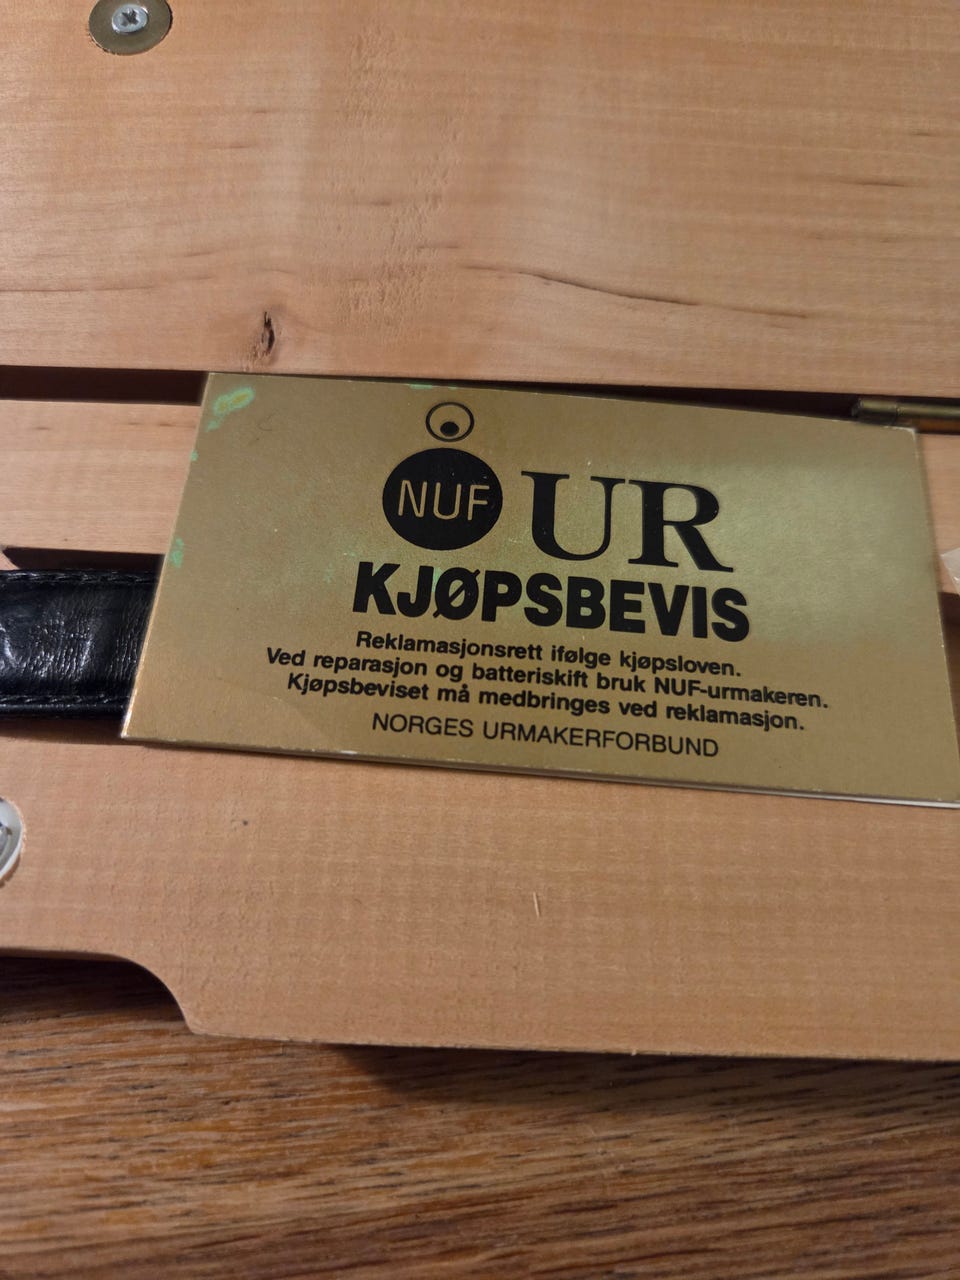 NUF UR
KJØPSBEVIS
Reklamasjonsrett ifølge kjøpsloven.
Ved reparasjon og batteriskift bruk NUF-urmakeren.
Kjøpsbeviset må medbringes ved reklamasjon.
NORGES URMAKERFORBUND